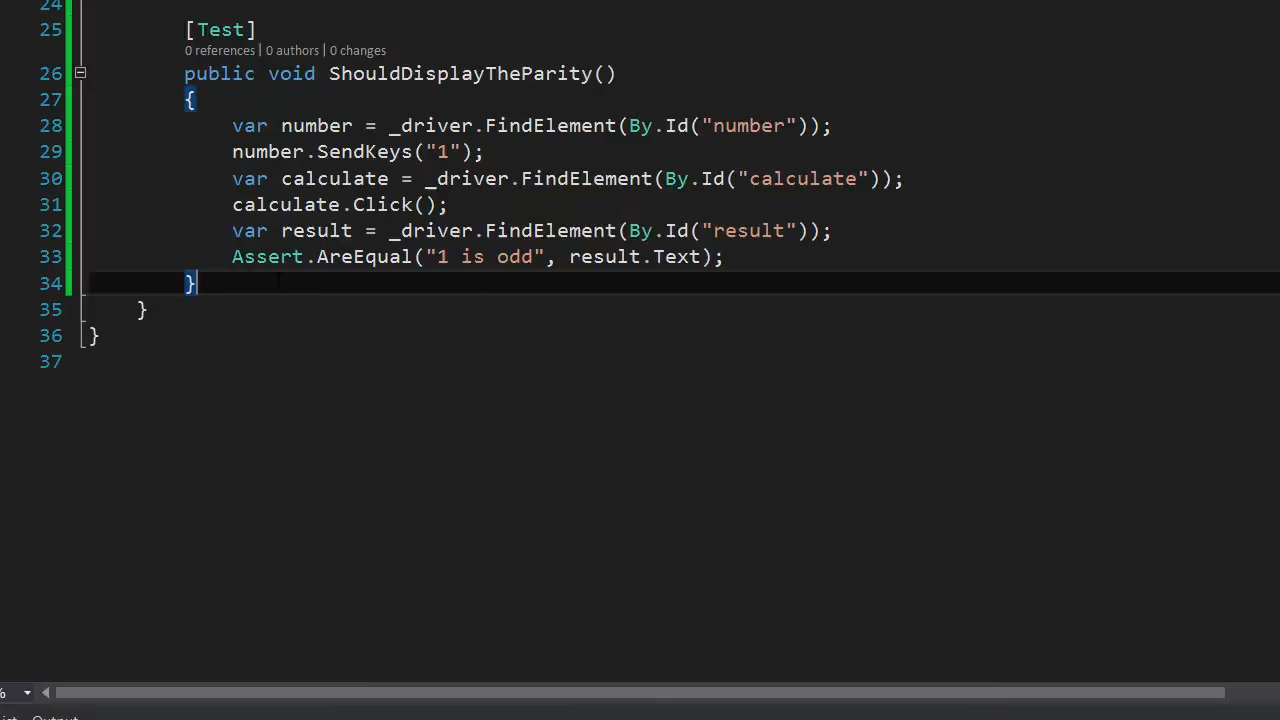 24
25 [Test]
0 references | 0 authors | 0 changes
26 public void ShouldDisplayTheParity()
27 {
28 var number = _driver.FindElement(By.Id("number"));
29 number.SendKeys("1");
30 var calculate = _driver.FindElement(By.Id("calculate"));
31 calculate.Click();
32 var result = _driver.FindElement(By.Id("result"));
33 Assert.AreEqual("1 is odd", result.Text);
34 }
35 }
36 }
37
%
Output